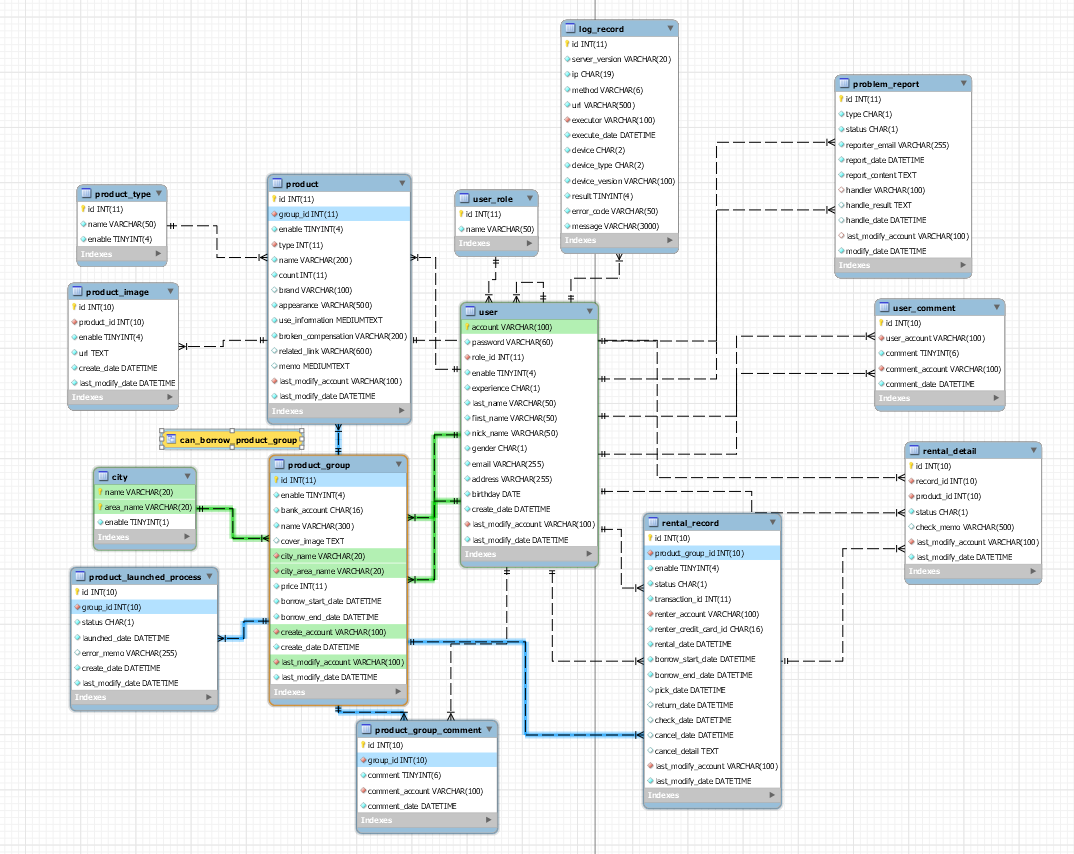 log_record
id INT(11)
server_version VARCHAR(20)
ip CHAR(19)
method VARCHAR(6)
url VARCHAR(500)
executor VARCHAR(100)
execute_date DATETIME
device CHAR(2)
device_type CHAR(2)
device_version VARCHAR(100)
result TINYINT(4)
error_code VARCHAR(50)
message VARCHAR(3000)
Indexes
problem_report
id INT(11)
type CHAR(1)
status CHAR(1)
reporter_email VARCHAR(255)
report_date DATETIME
report_content TEXT
handler VARCHAR(100)
handle_result TEXT
handle_date DATETIME
last_modify_account VARCHAR(100)
modify_date DATETIME
Indexes
product_type
id INT(11)
name VARCHAR(50)
enable TINYINT(4)
Indexes
product
id INT(11)
group_id INT(11)
enable TINYINT(4)
type INT(11)
name VARCHAR(200)
count INT(11)
brand VARCHAR(100)
appearance VARCHAR(500)
use_information MEDIUMTEXT
broken_compensation VARCHAR(200)
related_link VARCHAR(600)
memo MEDIUMTEXT
last_modify_account VARCHAR(100)
last_modify_date DATETIME
Indexes
user_role
id INT(11)
name VARCHAR(50)
Indexes
product_image
id INT(10)
product_id INT(10)
enable TINYINT(4)
url TEXT
create_date DATETIME
last_modify_date DATETIME
Indexes
user
account VARCHAR(100)
password VARCHAR(60)
role_id INT(11)
enable TINYINT(4)
experience CHAR(1)
last_name VARCHAR(50)
first_name VARCHAR(50)
nick_name VARCHAR(50)
gender CHAR(1)
email VARCHAR(255)
address VARCHAR(255)
birthday DATE
create_date DATETIME
last_modify_account VARCHAR(100)
last_modify_date DATETIME
Indexes
user_comment
id INT(10)
user_account VARCHAR(100)
comment TINYINT(6)
comment_account VARCHAR(100)
comment_date DATETIME
Indexes
can_borrow_product_group
city
name VARCHAR(20)
area_name VARCHAR(20)
enable TINYINT(1)
Indexes
product_group
id INT(11)
enable TINYINT(4)
bank_account CHAR(16)
name VARCHAR(300)
cover_image TEXT
city_name VARCHAR(20)
city_area_name VARCHAR(20)
price INT(11)
borrow_start_date DATETIME
borrow_end_date DATETIME
create_account VARCHAR(100)
create_date DATETIME
last_modify_account VARCHAR(100)
last_modify_date DATETIME
Indexes
rental_detail
id INT(10)
record_id INT(10)
product_id INT(10)
status CHAR(1)
check_memo VARCHAR(500)
last_modify_account VARCHAR(100)
last_modify_date DATETIME
Indexes
rental_record
id INT(10)
product_group_id INT(10)
enable TINYINT(4)
status CHAR(1)
transaction_id INT(11)
renter_account VARCHAR(100)
renter_credit_card_id CHAR(16)
rental_date DATETIME
borrow_start_date DATETIME
borrow_end_date DATETIME
pick_date DATETIME
return_date DATETIME
check_date DATETIME
cancel_date DATETIME
cancel_detail TEXT
last_modify_account VARCHAR(100)
last_modify_date DATETIME
Indexes
product_launched_process
id INT(10)
group_id INT(10)
status CHAR(1)
launched_date DATETIME
error_memo VARCHAR(255)
create_date DATETIME
last_modify_date DATETIME
Indexes
product_group_comment
id INT(10)
group_id INT(10)
comment TINYINT(6)
comment_account VARCHAR(100)
comment_date DATETIME
Indexes